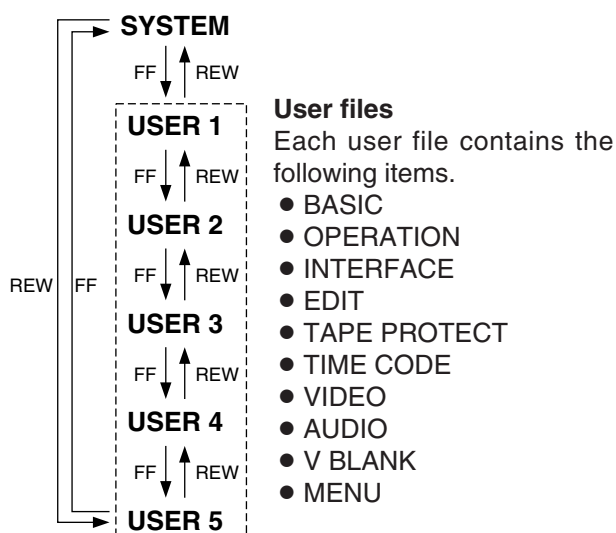 SYSTEM
FF REW
USER 1
FF REW
USER 2
FF REW
USER 3
FF REW
USER 4
FF REW
USER 5
REW FF
User files
Each user file contains the
following items.
● BASIC
● OPERATION
● INTERFACE
● EDIT
● TAPE PROTECT
● TIME CODE
● VIDEO
● AUDIO
● V BLANK
● MENU